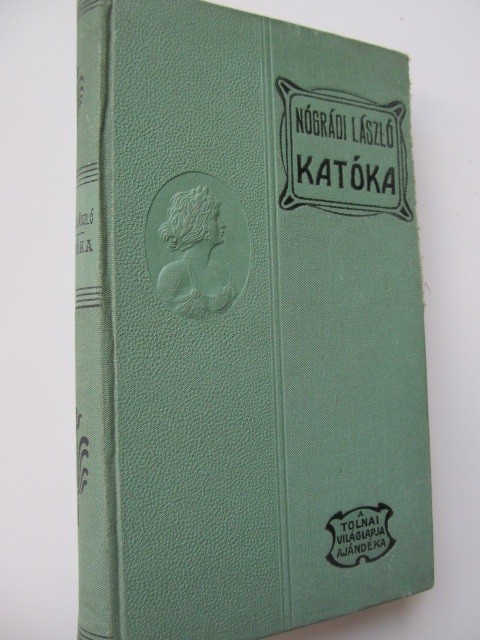 NÓGRÁDI LÁSZLÓ
KATÓKA
A
TOLNAI
VILÁGLAPJA
AJÁNDÉKA